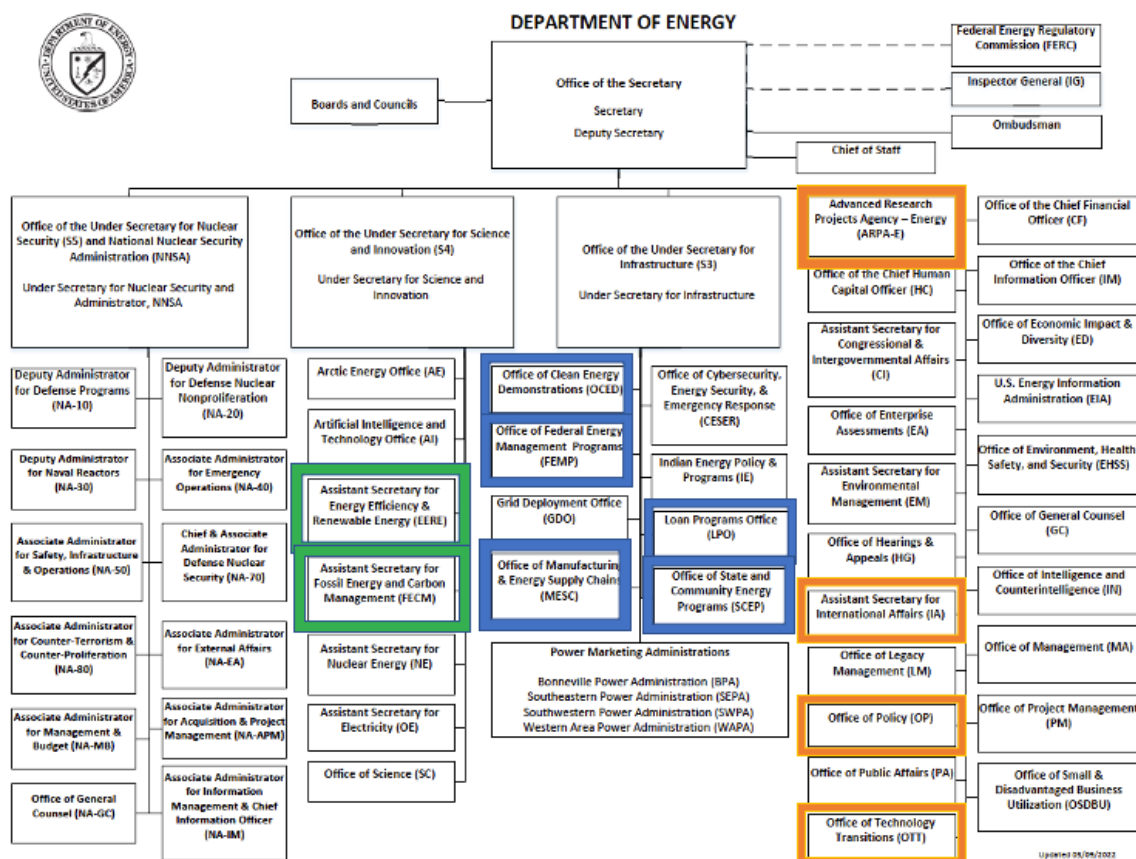 DEPARTMENT OF ENERGY
DEPARTMENT OF ENERGY
UNITED STATES OF AMERICA
Boards and Councils
Office of the Secretary
Secretary
Deputy Secretary
Federal Energy Regulatory
Commission (FERC)
Inspector General (IG)
Ombudsman
Chief of Staff
Office of the Under Secretary for Nuclear
Security (S5) and National Nuclear Security
Administration (NNSA)
Under Secretary for Nuclear Security and
Administrator, NNSA
Deputy Administrator
for Defense Programs
(NA-10)
Deputy Administrator
for Defense Nuclear
Nonproliferation
(NA-20)
Deputy Administrator
for Naval Reactors
(NA-30)
Associate Administrator
for Emergency
Operations (NA-40)
Associate Administrator
for Safety, Infrastructure
& Operations (NA-50)
Chief & Associate
Administrator for
Defense Nuclear
Security (NA-70)
Associate Administrator
for Counter-Terrorism &
Counter-Proliferation
(NA-80)
Associate Administrator
for External Affairs
(NA-EA)
Associate Administrator
for Management &
Budget (NA-MB)
Associate Administrator
for Acquisition & Project
Management (NA-APM)
Office of General
Counsel (NA-GC)
Associate Administrator
for Information
Management & Chief
Information Officer
(NA-IM)
Office of the Under Secretary for Science
and Innovation (S4)
Under Secretary for Science and
Innovation
Arctic Energy Office (AE)
Artificial Intelligence and
Technology Office (AI)
Assistant Secretary for
Energy Efficiency &
Renewable Energy (EERE)
Assistant Secretary for
Fossil Energy and Carbon
Management (FECM)
Assistant Secretary for
Nuclear Energy (NE)
Assistant Secretary for
Electricity (OE)
Office of Science (SC)
Office of the Under Secretary for
Infrastructure (S3)
Under Secretary for Infrastructure
Office of Clean Energy
Demonstrations (OCED)
Office of Cybersecurity,
Energy Security, &
Emergency Response
(CESER)
Office of Federal Energy
Management Programs
(FEMP)
Indian Energy Policy &
Programs (IE)
Grid Deployment Office
(GDO)
Loan Programs Office
(LPO)
Office of Manufacturing
& Energy Supply Chains
(MESC)
Office of State and
Community Energy
Programs (SCEP)
Power Marketing Administrations
Bonneville Power Administration (BPA)
Southeastern Power Administration (SEPA)
Southwestern Power Administration (SWPA)
Western Area Power Administration (WAPA)
Advanced Research
Projects Agency – Energy
(ARPA-E)
Office of the Chief Financial
Officer (CF)
Office of the Chief Human
Capital Officer (HC)
Office of the Chief
Information Officer (IM)
Assistant Secretary for
Congressional &
Intergovernmental Affairs
(CI)
Office of Economic Impact &
Diversity (ED)
U.S. Energy Information
Administration (EIA)
Office of Enterprise
Assessments (EA)
Office of Environment, Health
Safety, and Security (EHSS)
Assistant Secretary for
Environmental
Management (EM)
Office of General Counsel
(GC)
Office of Hearings &
Appeals (HG)
Office of Intelligence and
Counterintelligence (IN)
Assistant Secretary for
International Affairs (IA)
Office of Management (MA)
Office of Legacy
Management (LM)
Office of Project Management
(PM)
Office of Policy (OP)
Office of Public Affairs (PA)
Office of Small &
Disadvantaged Business
Utilization (OSDBU)
Office of Technology
Transitions (OTT)
Updated 05/09/2022